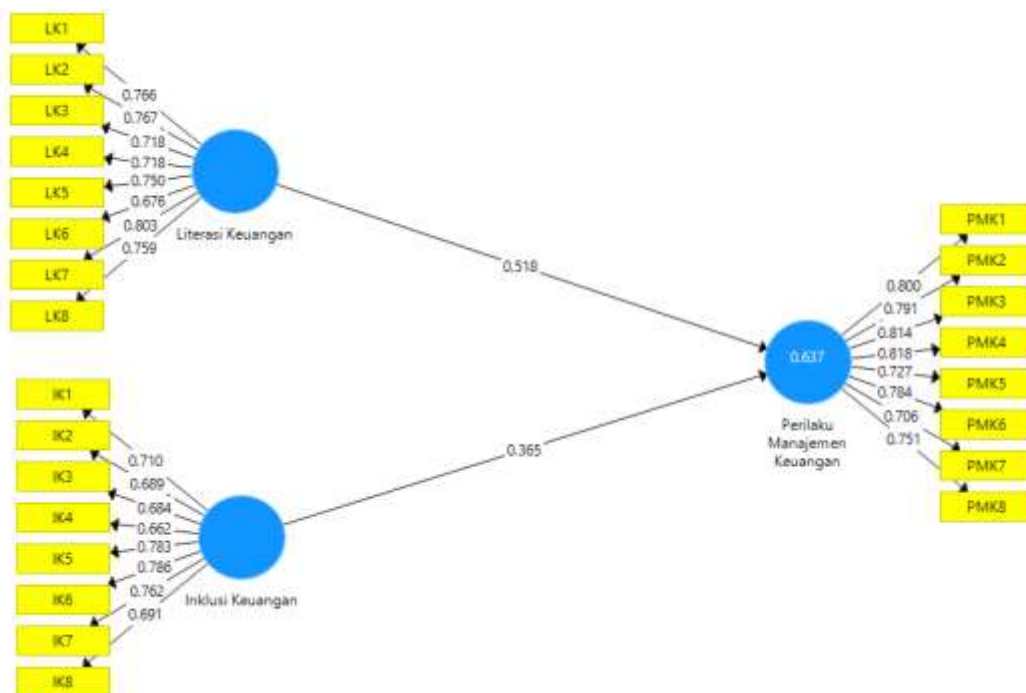 LK1
LK2
LK3
LK4
LK5
LK6
LK7
LK8
0.766
0.767
0.718
0.718
0.750
0.676
0.803
0.759
Literasi Keuangan
0.518
IK1
IK2
IK3
IK4
IK5
IK6
IK7
IK8
0.710
0.689
0.684
0.662
0.783
0.786
0.762
0.691
Inklusi Keuangan
0.365
0.637
Perilaku
Manajemen
Keuangan
0.800
0.791
0.814
0.818
0.727
0.784
0.706
0.751
PMK1
PMK2
PMK3
PMK4
PMK5
PMK6
PMK7
PMK8